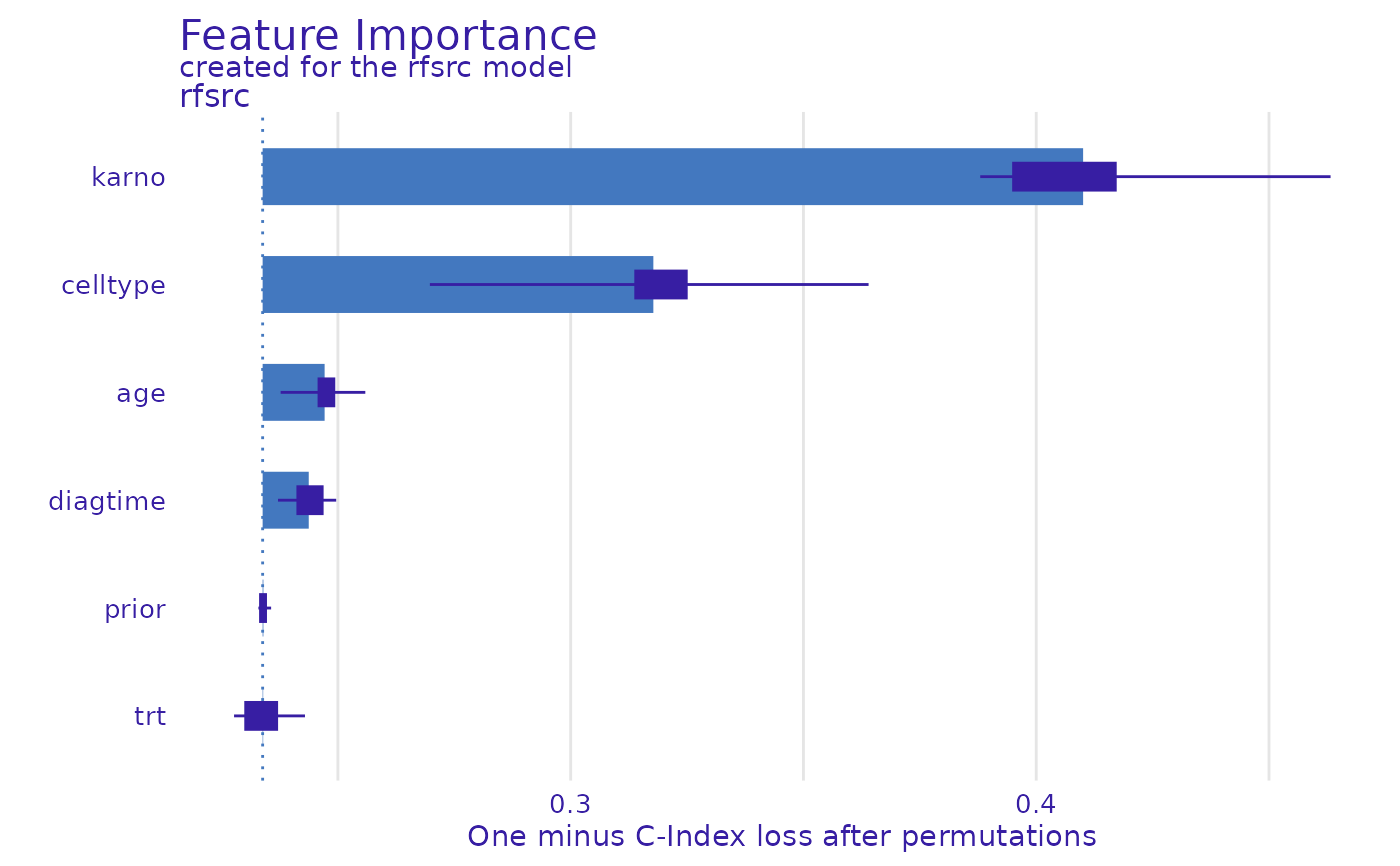 Feature Importance
created for the rfsrc model
rfsrc
karno
celltype
age
diagtime
prior
trt
0.3
0.4
One minus C-Index loss after permutations